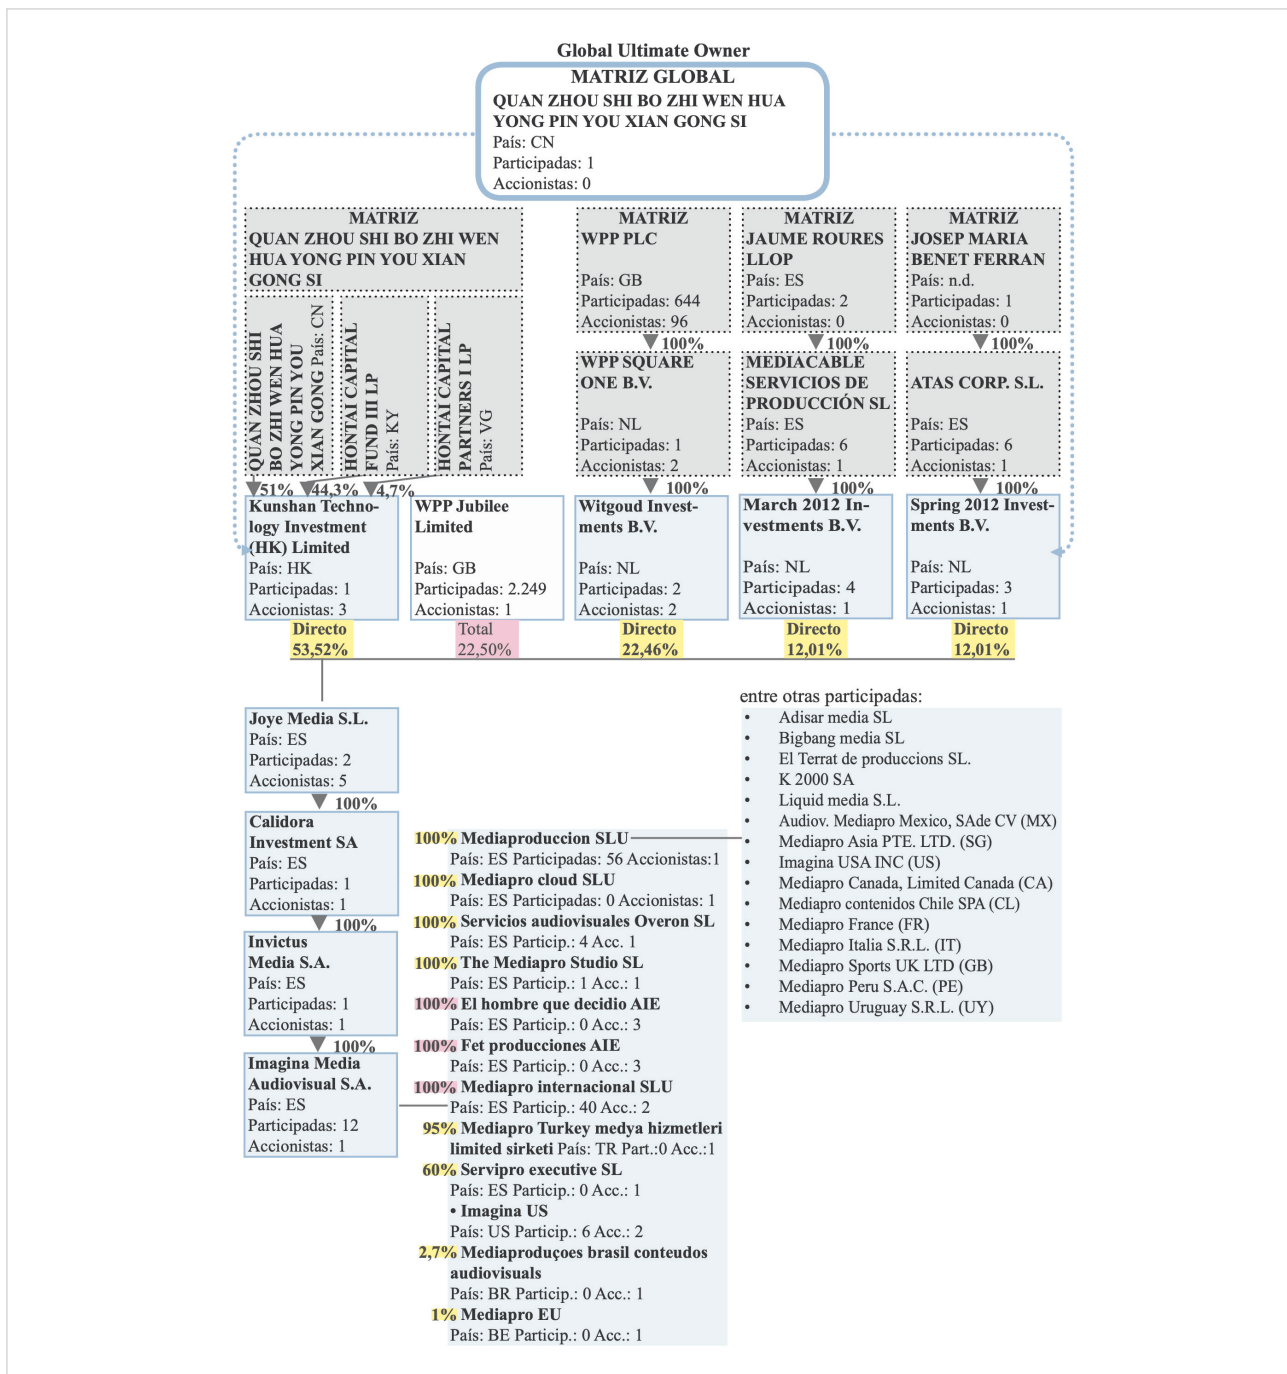 Global Ultimate Owner
MATRIZ GLOBAL
QUAN ZHOU SHI BO ZHI WEN HUA
YONG PIN YOU XIAN GONG SI
País: CN
Participadas: 1
Accionistas: 0
MATRIZ
QUAN ZHOU SHI BO ZHI WEN
HUA YONG PIN YOU XIAN
GONG SI
QUAN ZHOU SHI
BO ZHI WEN HUA
YONG PIN YOU
XIAN GONG País: CN
HONTAI CAPITAL
FUND III LP
País: KY
HONTAI CAPITAL
PARTNERS I LP
País: VG
51%
44,3%
4,7%
MATRIZ
WPP PLC
País: GB
Participadas: 644
Accionistas: 96
100%
WPP SQUARE
ONE B.V.
País: NL
Participadas: 1
Accionistas: 2
100%
MATRIZ
JAUME ROURES
LLOP
País: ES
Participadas: 2
Accionistas: 0
100%
MEDIACABLE
SERVICIOS DE
PRODUCCIÓN SL
País: ES
Participadas: 6
Accionistas: 1
100%
MATRIZ
JOSEP MARIA
BENET FERRAN
País: n.d.
Participadas: 1
Accionistas: 0
100%
ATAS CORP. S.L.
País: ES
Participadas: 6
Accionistas: 1
100%
Kunshan Techno-
logy Investment
(HK) Limited
País: HK
Participadas: 1
Accionistas: 3
Directo
53,52%
WPP Jubilee
Limited
País: GB
Participadas: 2.249
Accionistas: 1
Total
22,50%
Witgoud Invest-
ments B.V.
País: NL
Participadas: 2
Accionistas: 2
Directo
22,46%
March 2012 In-
vestments B.V.
País: NL
Participadas: 4
Accionistas: 1
Directo
12,01%
Spring 2012 Invest-
ments B.V.
País: NL
Participadas: 3
Accionistas: 1
Directo
12,01%
Joye Media S.L.
País: ES
Participadas: 2
Accionistas: 5
100%
Calidora
Investment SA
País: ES
Participadas: 1
Accionistas: 1
100%
Invictus
Media S.A.
País: ES
Participadas: 1
Accionistas: 1
100%
Imagina Media
Audiovisual S.A.
País: ES
Participadas: 12
Accionistas: 1
100% Mediaproduccion SLU
País: ES Participadas: 56 Accionistas:1
100% Mediapro cloud SLU
País: ES Participadas: 0 Accionistas: 1
100% Servicios audiovisuales Overon SL
País: ES Particip.: 4 Acc. 1
100% The Mediapro Studio SL
País: ES Particip.: 1 Acc.: 1
100% El hombre que decidio AIE
País: ES Particip.: 0 Acc.: 3
100% Fet producciones AIE
País: ES Particip.: 0 Acc.: 3
100% Mediapro internacional SLU
País: ES Particip.: 40 Acc.: 2
95% Mediapro Turkey medya hizmetleri
limited sirketi País: TR Part.:0 Acc.:1
60% Servipro executive SL
País: ES Particip.: 0 Acc.: 1
• Imagina US
País: US Particip.: 6 Acc.: 2
2,7% Mediaproduçoes brasil conteudos
audiovisuals
País: BR Particip.: 0 Acc.: 1
1% Mediapro EU
País: BE Particip.: 0 Acc.: 1
entre otras participadas:
• Adisar media SL
• Bigbang media SL
• El Terrat de produccions SL.
• K 2000 SA
• Liquid media S.L.
• Audiov. Mediapro Mexico, SAde CV (MX)
• Mediapro Asia PTE. LTD. (SG)
• Imagina USA INC (US)
• Mediapro Canada, Limited Canada (CA)
• Mediapro contenidos Chile SPA (CL)
• Mediapro France (FR)
• Mediapro Italia S.R.L. (IT)
• Mediapro Sports UK LTD (GB)
• Mediapro Peru S.A.C. (PE)
• Mediapro Uruguay S.R.L. (UY)